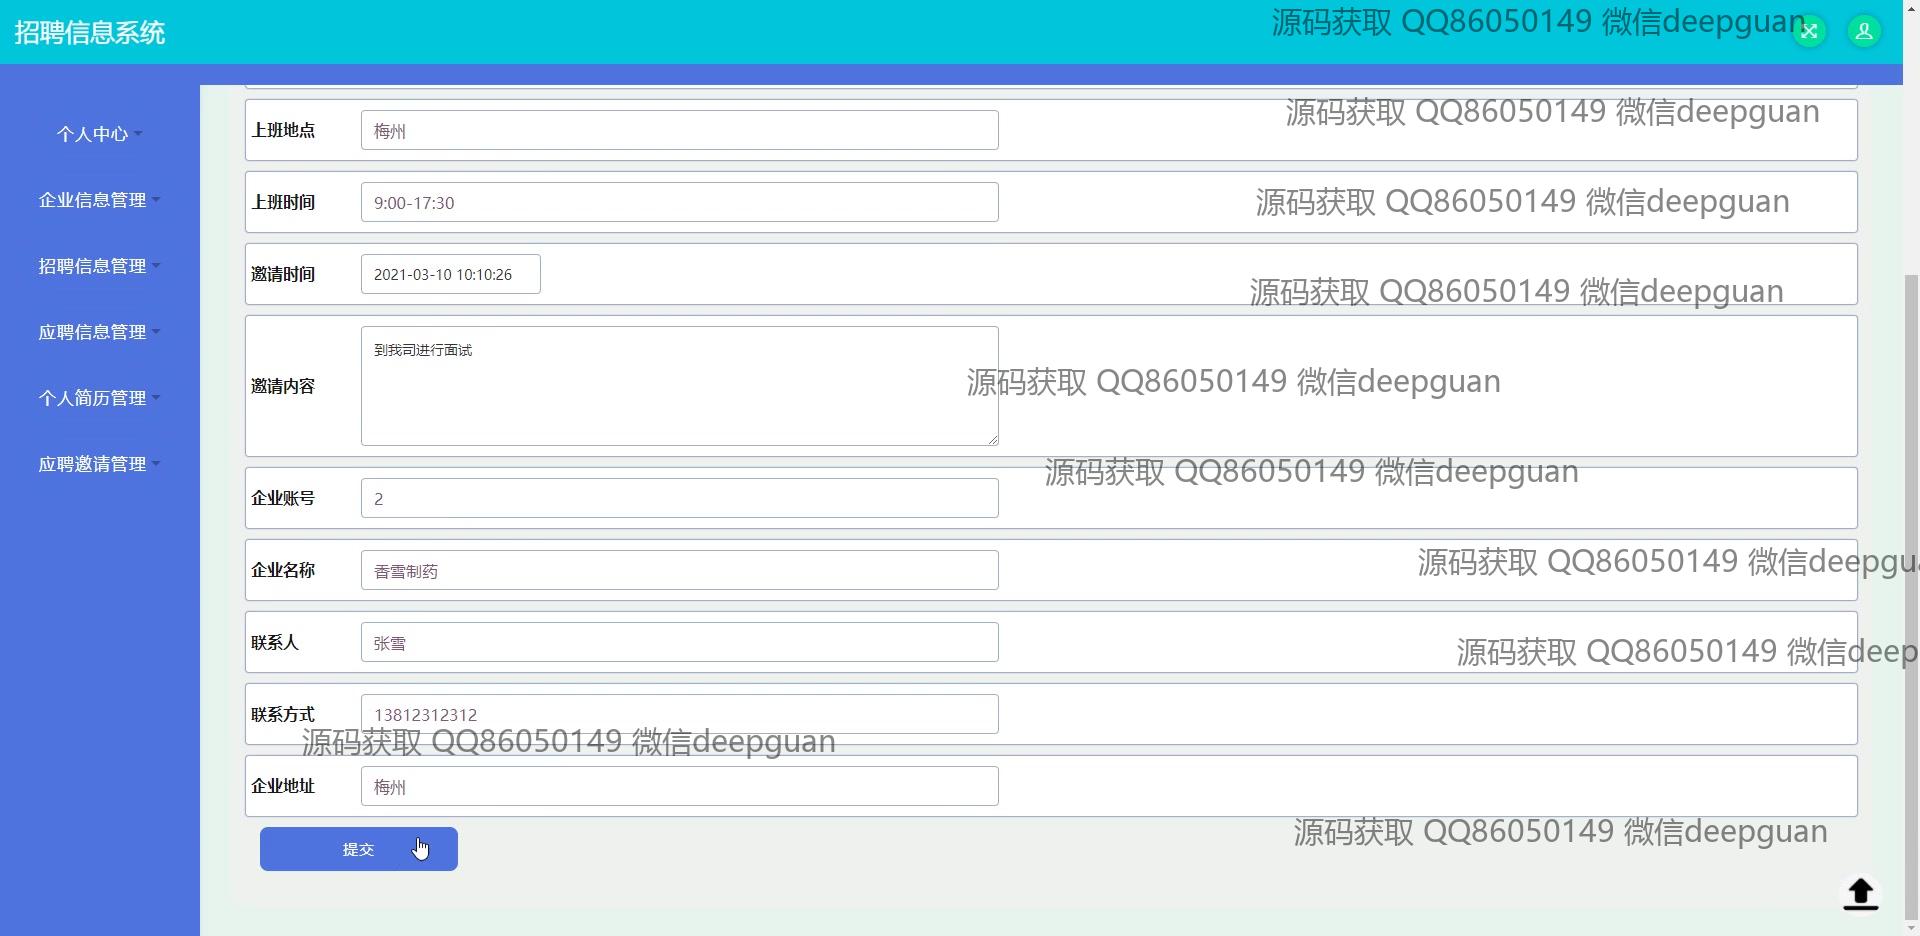 招聘信息系统
源码获取 QQ86050149 微信deepguan
个人中心
企业信息管理
招聘信息管理
应聘信息管理
个人简历管理
应聘邀请管理
上班地点 梅州
源码获取 QQ86050149 微信deepguan
上班时间 9:00-17:30
源码获取 QQ86050149 微信deepguan
邀请时间 2021-03-10 10:10:26
源码获取 QQ86050149 微信deepguan
邀请内容 到我司进行面试
源码获取 QQ86050149 微信deepguan
源码获取 QQ86050149 微信deepguan
企业账号 2
企业名称 香雪制药
源码获取 QQ86050149 微信deepgu
联系人 张雪
源码获取 QQ86050149 微信deep
联系方式 13812312312
源码获取 QQ86050149 微信deepguan
企业地址 梅州
源码获取 QQ86050149 微信deepguan
提交